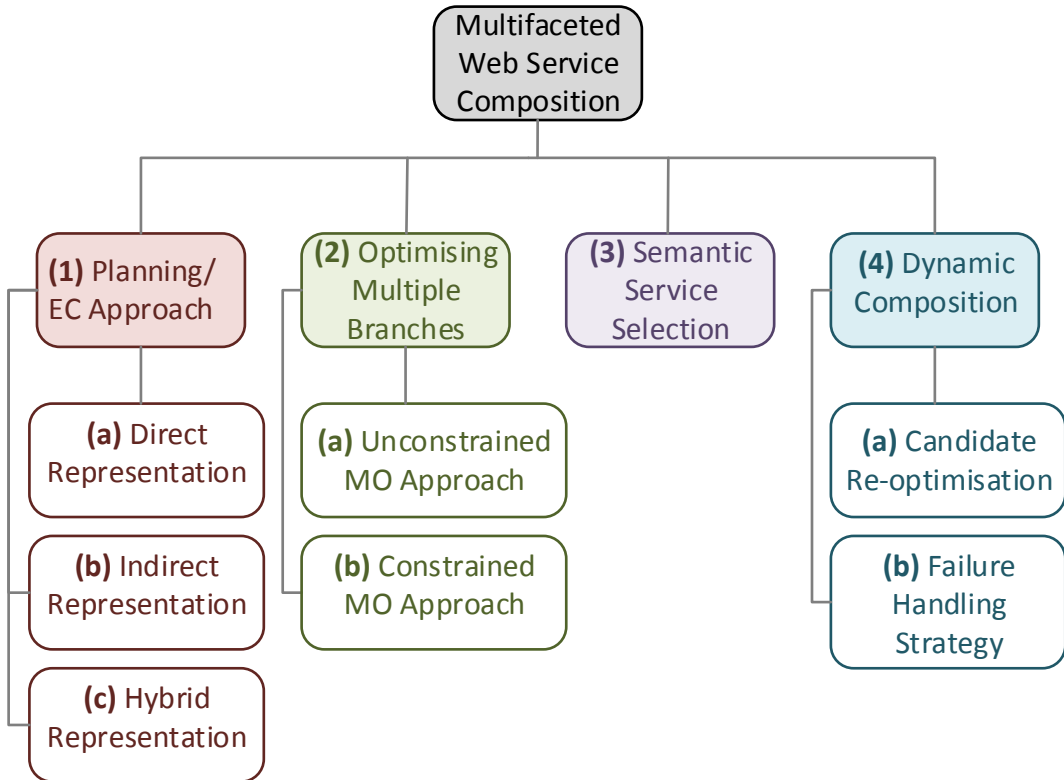 Multifaceted
Web Service
Composition
(1) Planning/
EC Approach
(2) Optimising
Multiple
Branches
(3) Semantic
Service
Selection
(4) Dynamic
Composition
(a) Direct
Representation
(b) Indirect
Representation
(c) Hybrid
Representation
(a) Unconstrained
MO Approach
(b) Constrained
MO Approach
(a) Candidate
Re-optimisation
(b) Failure
Handling
Strategy